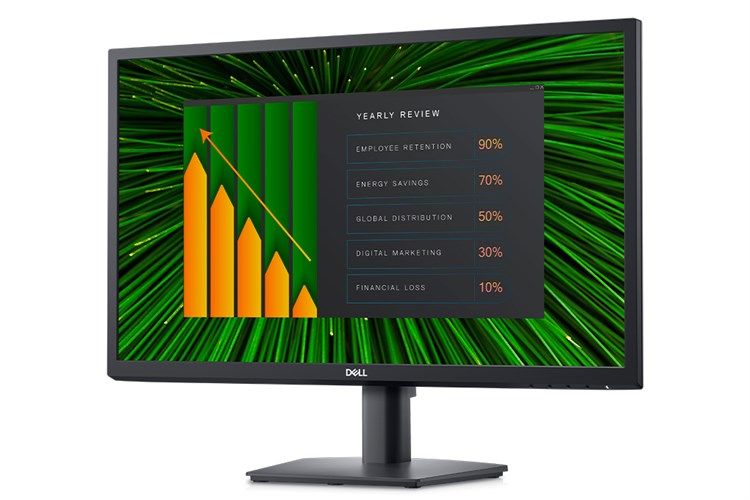 YEARLY REVIEW
EMPLOYEE RETENTION 90%
ENERGY SAVINGS 70%
GLOBAL DISTRIBUTION 50%
DIGITAL MARKETING 30%
FINANCIAL LOSS 10%
DELL